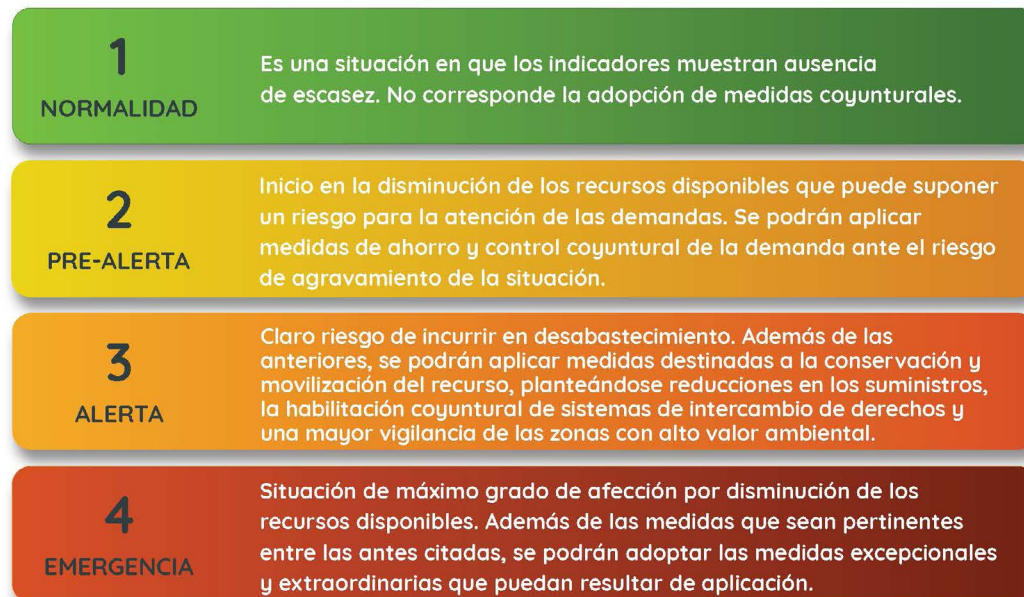 1
NORMALIDAD
Es una situación en que los indicadores muestran ausencia
de escasez. No corresponde la adopción de medidas coyunturales.
2
PRE-ALERTA
Inicio en la disminución de los recursos disponibles que puede suponer
un riesgo para la atención de las demandas. Se podrán aplicar
medidas de ahorro y control coyuntural de la demanda ante el riesgo
de agravamiento de la situación.
3
ALERTA
Claro riesgo de incurrir en desabastecimiento. Además de las
anteriores, se podrán aplicar medidas destinadas a la conservación y
movilización del recurso, planteándose reducciones en los suministros,
la habilitación coyuntural de sistemas de intercambio de derechos y
una mayor vigilancia de las zonas con alto valor ambiental.
4
EMERGENCIA
Situación de máximo grado de afección por disminución de los
recursos disponibles. Además de las medidas que sean pertinentes
entre las antes citadas, se podrán adoptar las medidas excepcionales
y extraordinarias que puedan resultar de aplicación.